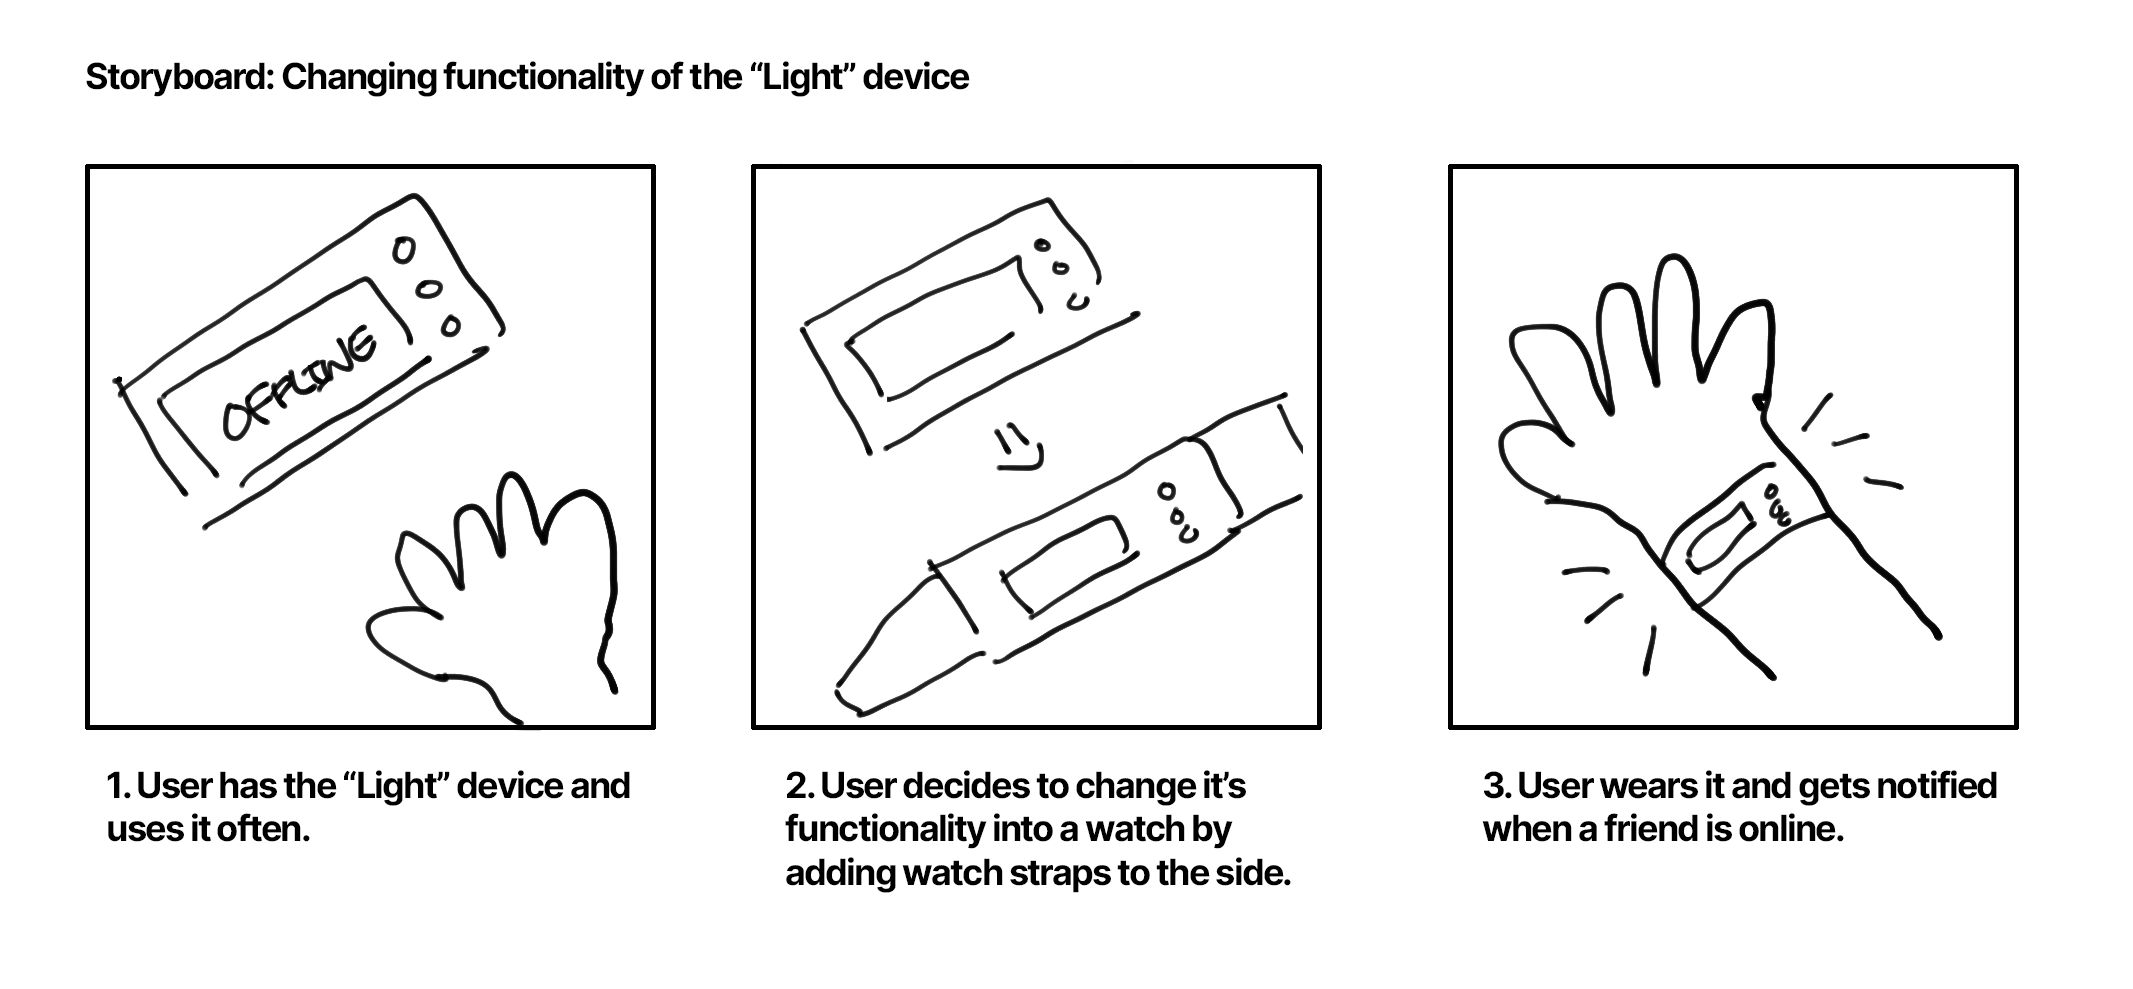 Storyboard: Changing functionality of the “Light” device
OFFLINE
1. User has the “Light” device and
uses it often.
2. User decides to change it’s
functionality into a watch by
adding watch straps to the side.
3. User wears it and gets notified
when a friend is online.